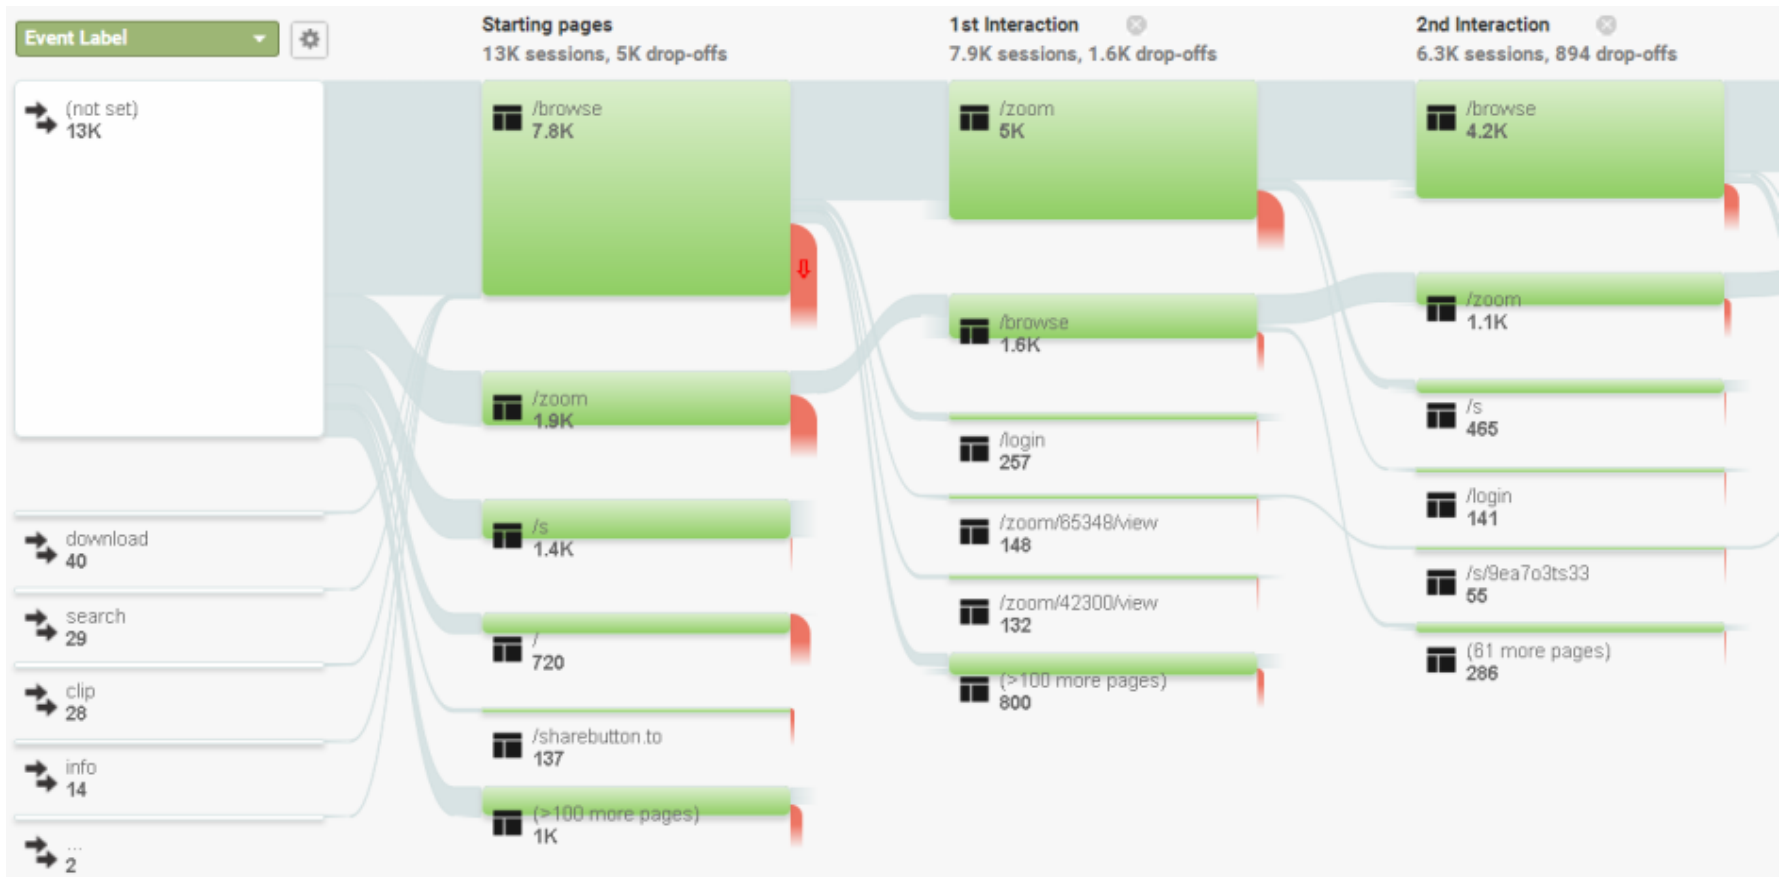 Event Label
Starting pages
13K sessions, 5K drop-offs
1st Interaction
7.9K sessions, 1.6K drop-offs
2nd Interaction
6.3K sessions, 894 drop-offs
(not set)
13K
download
40
search
29
clip
28
info
14
...
2
/browse
7.8K
/zoom
1.9K
/s
1.4K
/
720
/sharebutton.to
137
(>100 more pages)
1K
/zoom
5K
/browse
1.6K
/login
257
/zoom/65348/view
148
/zoom/42300/view
132
(>100 more pages)
800
/browse
4.2K
/zoom
1.1K
/s
465
/login
141
/s/9ea7o3ts33
55
(61 more pages)
286